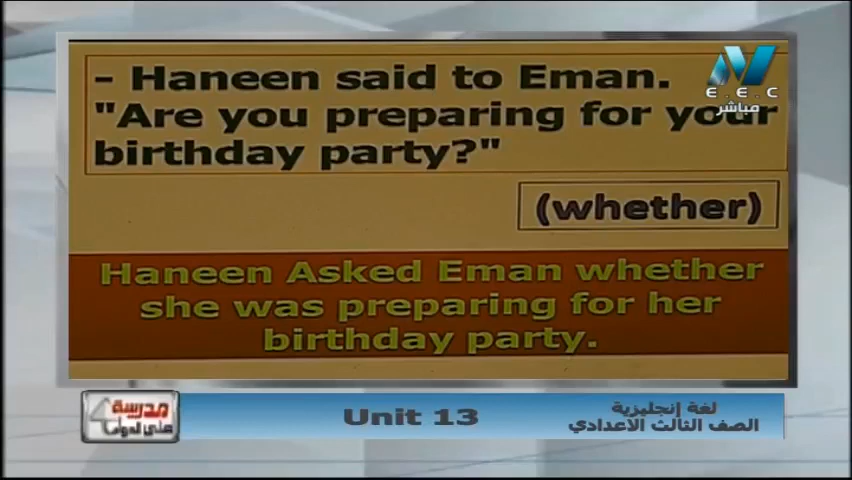 - Haneen said to Eman.
"Are you preparing for your
birthday party?"
(whether)
Haneen Asked Eman whether
she was preparing for her
birthday party.
E . E . C
مباشر
مدرسة
على الهواء
Unit 13
لغة إنجليزية
الصف الثالث الاعدادي